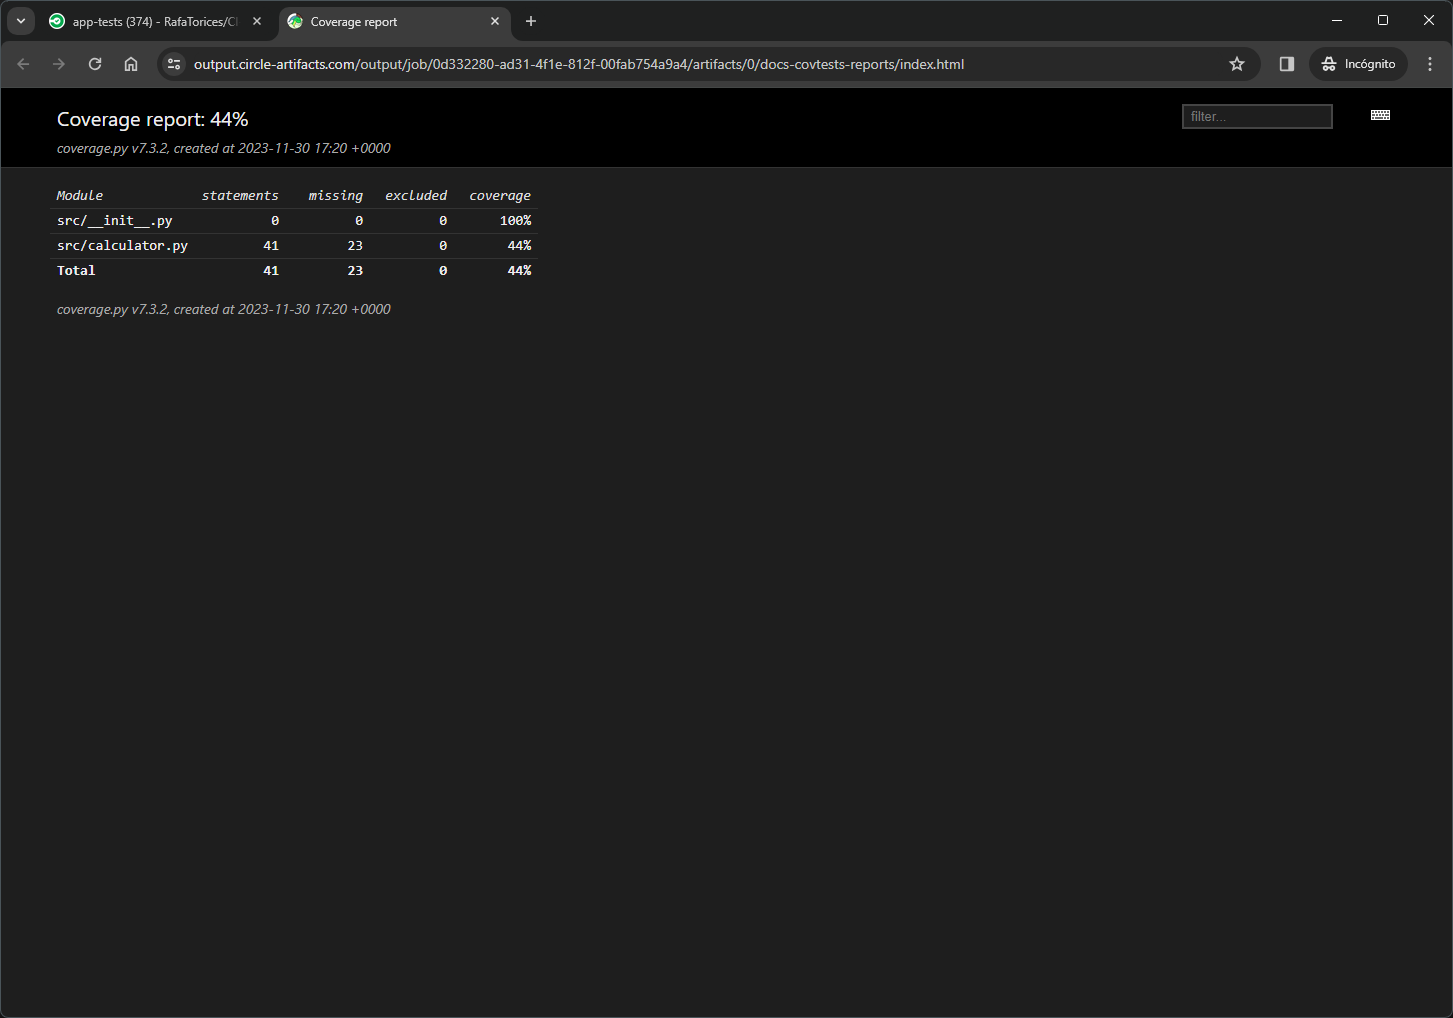 app-tests (374) - RafaTorices/
Coverage report
output.circle-artifacts.com/output/job/0d332280-ad31-4f1e-812f-00fab754a9a4/artifacts/0/docs-covtests-reports/index.html
Incógnito
Coverage report: 44%
filter...
coverage.py v7.3.2, created at 2023-11-30 17:20 +0000
Module statements missing excluded coverage
src/__init__.py 0 0 0 100%
src/calculator.py 41 23 0 44%
Total 41 23 0 44%
coverage.py v7.3.2, created at 2023-11-30 17:20 +0000